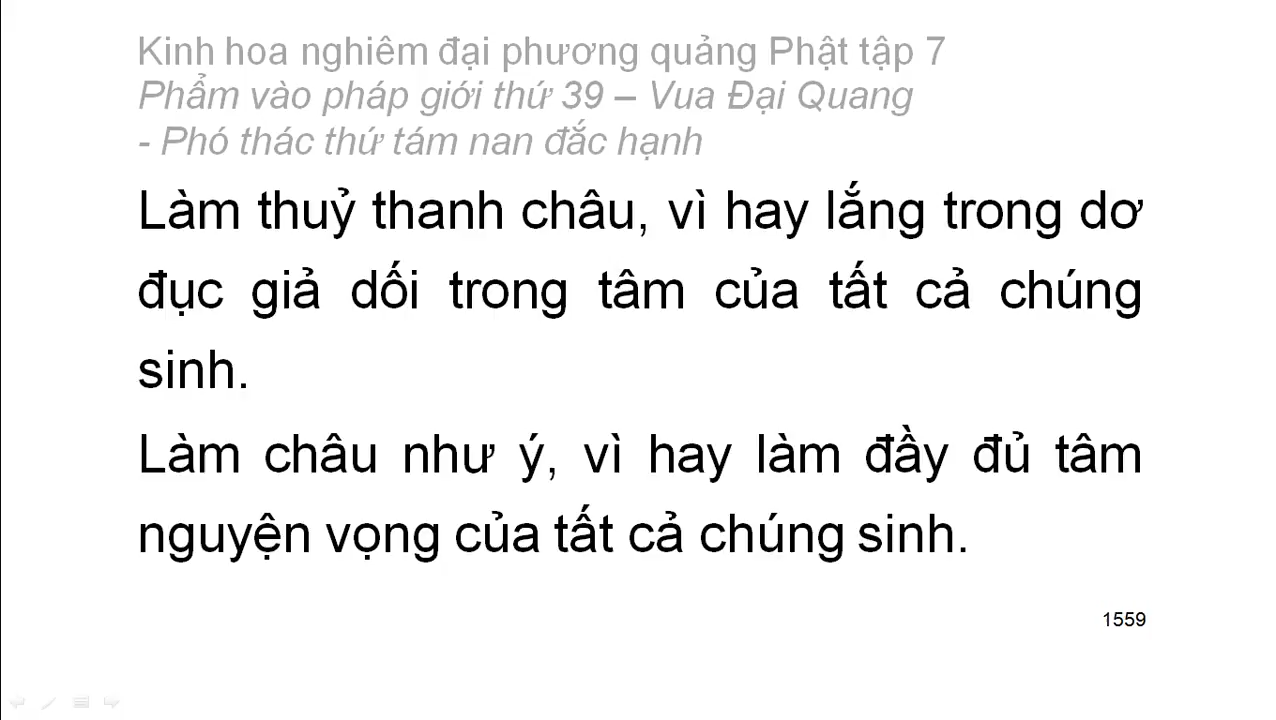 Kinh hoa nghiêm đại phương quảng Phật tập 7
Phẩm vào pháp giới thứ 39 – Vua Đại Quang
- Phó thác thứ tám nan đắc hạnh
Làm thuỷ thanh châu, vì hay lắng trong dơ
đục giả dối trong tâm của tất cả chúng
sinh.
Làm châu như ý, vì hay làm đầy đủ tâm
nguyện vọng của tất cả chúng sinh.
1559